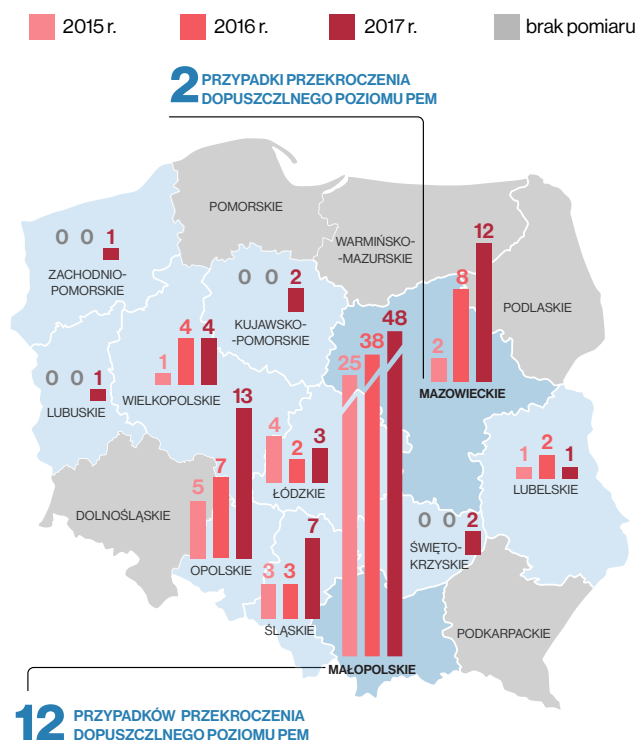 2015 r. 2016 r. 2017 r. brak pomiaru
2 PRZYPADKI PRZEKROCZENIA
DOPUSZCZLNEGO POZIOMU PEM
POMORSKIE
WARMIŃSKO-
-MAZURSKIE
PODLASKIE
0 0 1
ZACHODNIO-
POMORSKIE
0 0 2
KUJAWSKO-
-POMORSKIE
2 8 12
MAZOWIECKIE
0 0 1
LUBUSKIE
1 4 4
WIELKOPOLSKIE
25 38 48
MAŁOPOLSKIE
4 2 3
ŁÓDZKIE
1 2 1
LUBELSKIE
DOLNOŚLĄSKIE
5 7 13
OPOLSKIE
3 3 7
ŚLĄSKIE
0 0 2
ŚWIĘTO-
KRZYSKIE
PODKARPACKIE
12 PRZYPADKÓW PRZEKROCZENIA
DOPUSZCZLNEGO POZIOMU PEM